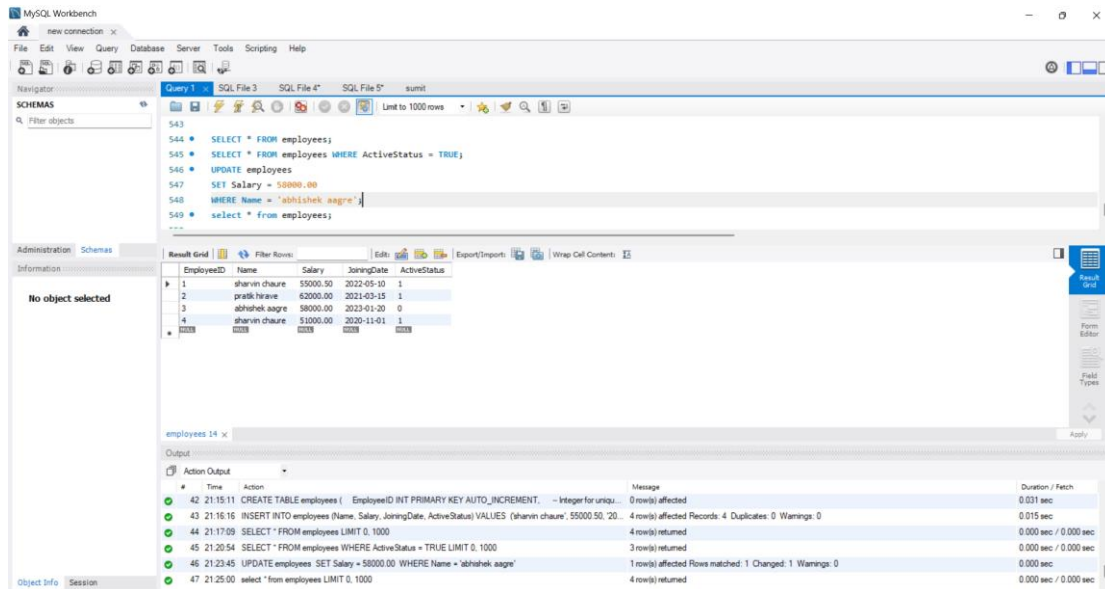 MySQL Workbench
new connection x
File Edit View Query Database Server Tools Scripting Help
Navigator
Query 1 x SQL File 3 SQL File 4* SQL File 5* sumit
SCHEMAS
Filter objects
Limit to 1000 rows
543
544 SELECT * FROM employees;
545 SELECT * FROM employees WHERE ActiveStatus = TRUE;
546 UPDATE employees
547 SET Salary = 58000.00
548 WHERE Name = 'abhishek aagre';
549 select * from employees;
Administration Schemas
Information
No object selected
Result Grid Filter Rows: Edit: Export/Import: Wrap Cell Content:
EmployeeID Name Salary JoiningDate ActiveStatus
1 sharvin chaure 55000.50 2022-05-10 1
2 pratik hirave 62000.00 2021-03-15 1
3 abhishek aagre 58000.00 2023-01-20 0
4 sharvin chaure 51000.00 2020-11-01 1
NULL NULL NULL NULL NULL
Result Grid
Form Editor
Field Types
employees 14 x
Apply
Output
Action Output
# Time Action Message Duration / Fetch
42 21:15:11 CREATE TABLE employees ( EmployeeID INT PRIMARY KEY AUTO_INCREMENT, -- Integer for uniqu... 0 row(s) affected 0.031 sec
43 21:16:16 INSERT INTO employees (Name, Salary, JoiningDate, ActiveStatus) VALUES ('sharvin chaure', 55000.50, '20... 4 row(s) affected Records: 4 Duplicates: 0 Warnings: 0 0.015 sec
44 21:17:09 SELECT * FROM employees LIMIT 0, 1000 4 row(s) returned 0.000 sec / 0.000 sec
45 21:20:54 SELECT * FROM employees WHERE ActiveStatus = TRUE LIMIT 0, 1000 3 row(s) returned 0.000 sec / 0.000 sec
46 21:23:45 UPDATE employees SET Salary = 58000.00 WHERE Name = 'abhishek aagre' 1 row(s) affected Rows matched: 1 Changed: 1 Warnings: 0 0.000 sec
47 21:25:00 select * from employees LIMIT 0, 1000 4 row(s) returned 0.000 sec / 0.000 sec
Object Info Session